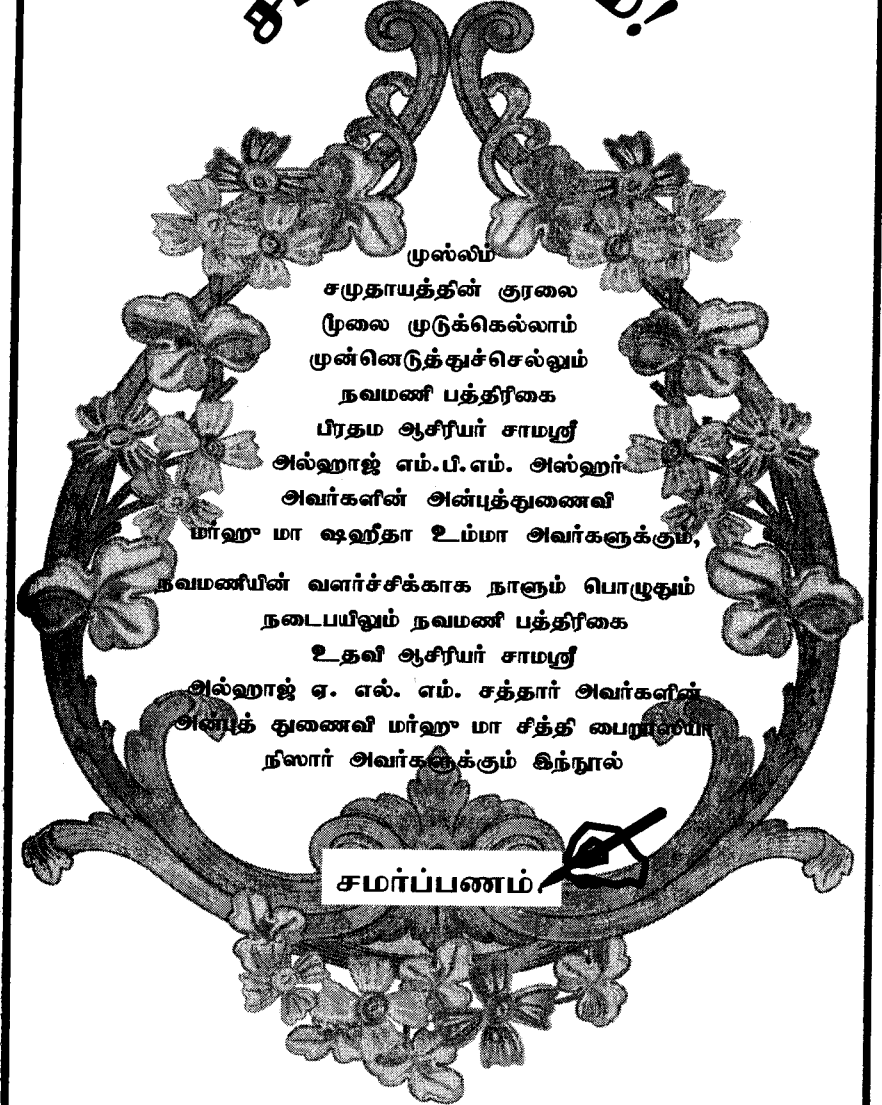 முஸ்லிம்
சமுதாயத்தின் குரலை
மூலை முடுக்கெல்லாம்
முன்னெடுத்துச்செல்லும்
நவமணி பத்திரிகை
பிரதம ஆசிரியர் சாமஸ்ரீ
அல்ஹாஜ் எம்.பி.எம். அஸ்ஹர்
அவர்களின் அன்புத்துணைவி
மர்ஹு மா ஷஹீதா உம்மா அவர்களுக்கும்,
நவமணியின் வளர்ச்சிக்காக நாளும் பொழுதும்
நடைபயிலும் நவமணி பத்திரிகை
உதவி ஆசிரியர் சாமஸ்ரீ
அல்ஹாஜ் ஏ. எல். எம். சத்தார் அவர்களின்
அன்புத் துணைவி மர்ஹு மா சித்தி
நிஸார் அவர்களுக்கும் இந்நூல்
சமர்ப்பணம்